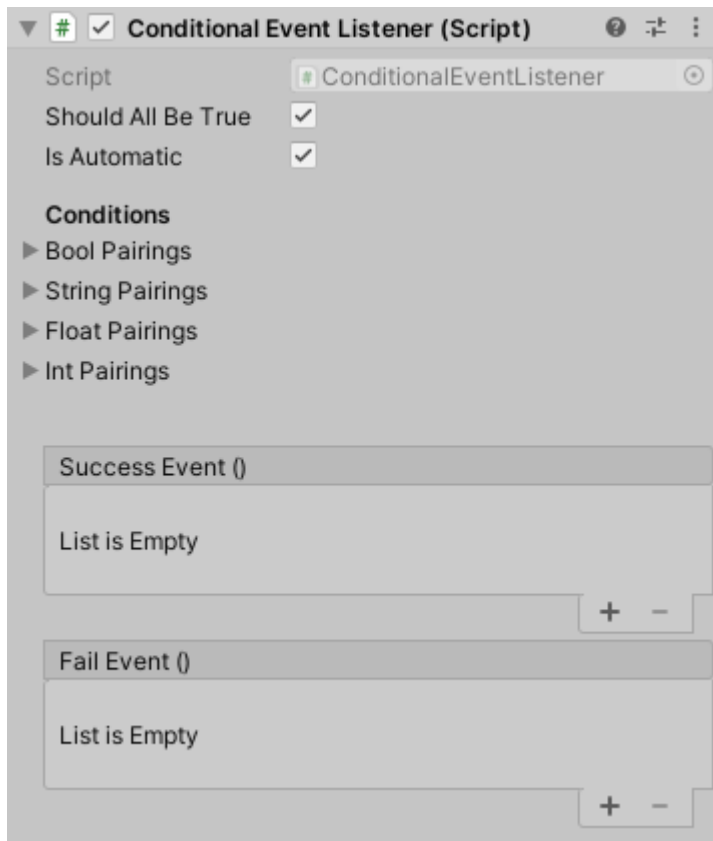 Conditional Event Listener (Script)
Script ConditionalEventListener
Should All Be True
Is Automatic
Conditions
Bool Pairings
String Pairings
Float Pairings
Int Pairings
Success Event ()
List is Empty
Fail Event ()
List is Empty